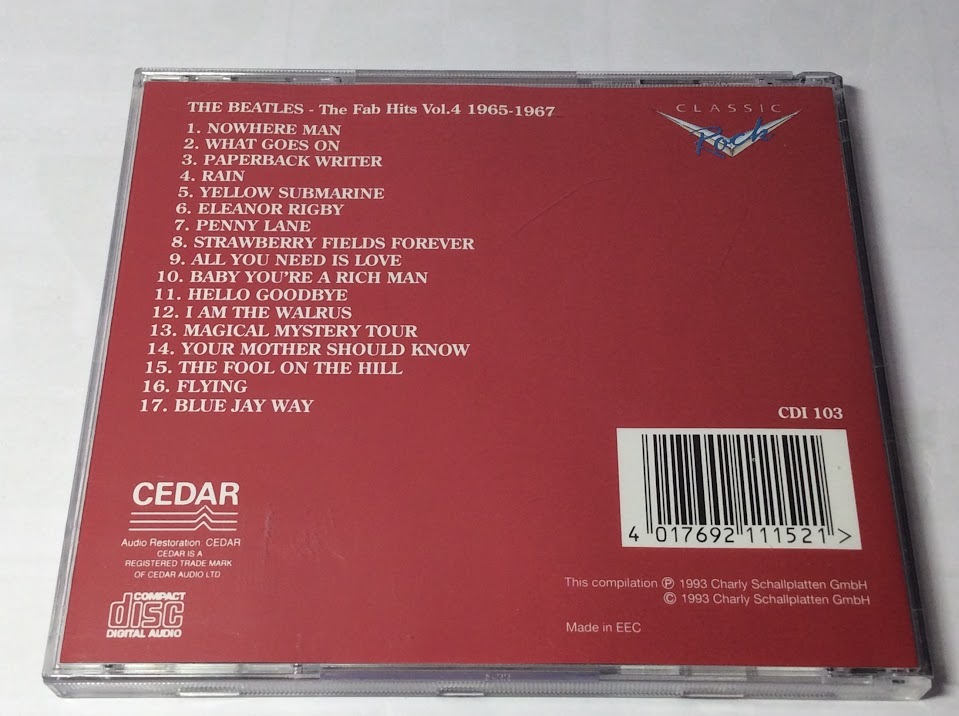 THE BEATLES - The Fab Hits Vol.4 1965-1967
1. NOWHERE MAN
2. WHAT GOES ON
3. PAPERBACK WRITER
4. RAIN
5. YELLOW SUBMARINE
6. ELEANOR RIGBY
7. PENNY LANE
8. STRAWBERRY FIELDS FOREVER
9. ALL YOU NEED IS LOVE
10. BABY YOU'RE A RICH MAN
11. HELLO GOODBYE
12. I AM THE WALRUS
13. MAGICAL MYSTERY TOUR
14. YOUR MOTHER SHOULD KNOW
15. THE FOOL ON THE HILL
16. FLYING
17. BLUE JAY WAY
CLASSIC
Rock
CDI 103
4 017692 111521 >
CEDAR
Audio Restoration: CEDAR
CEDAR IS A
REGISTERED TRADE MARK
OF CEDAR AUDIO LTD
COMPACT
disc
DIGITAL AUDIO
This compilation ℗ 1993 Charly Schallplatten GmbH
© 1993 Charly Schallplatten GmbH
Made in EEC